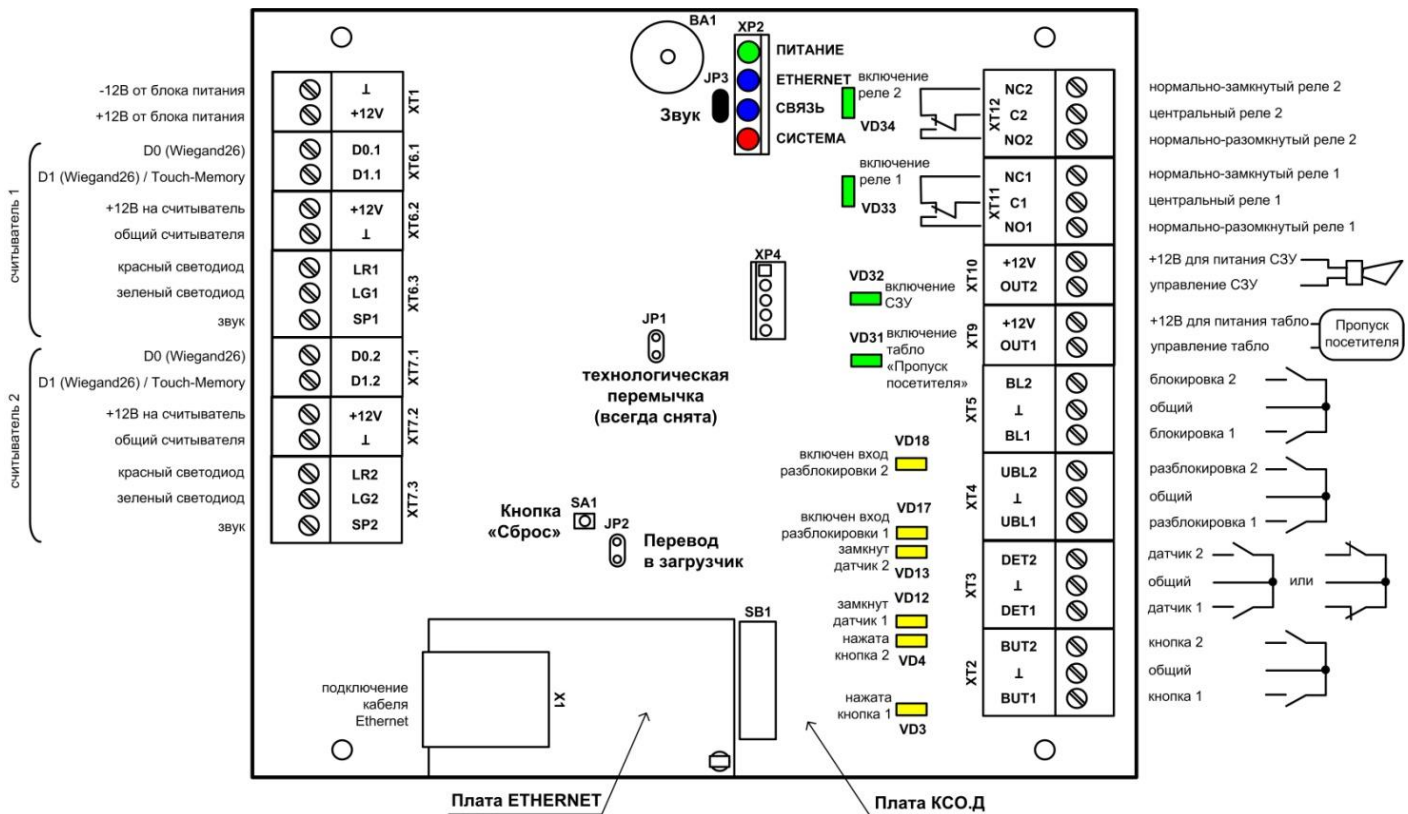 BA1
XP2
ПИТАНИЕ
ETHERNET
СВЯЗЬ
СИСТЕМА
JP3
Звук
включение
реле 2
VD34
включение
реле 1
VD33
-12В от блока питания
+12В от блока питания
⊥
+12V
XT1
считыватель 1
D0 (Wiegand26)
D1 (Wiegand26) / Touch-Memory
D0.1
D1.1
XT6.1
+12В на считыватель
общий считывателя
+12V
⊥
XT6.2
красный светодиод
зеленый светодиод
звук
LR1
LG1
SP1
XT6.3
считыватель 2
D0 (Wiegand26)
D1 (Wiegand26) / Touch-Memory
D0.2
D1.2
XT7.1
+12В на считыватель
общий считывателя
+12V
⊥
XT7.2
красный светодиод
зеленый светодиод
звук
LR2
LG2
SP2
XT7.3
XP4
JP1
технологическая
перемычка
(всегда снята)
VD32
включение
СЗУ
VD31
включение
табло
«Пропуск
посетителя»
VD18
включен вход
разблокировки 2
VD17
включен вход
разблокировки 1
замкнут
датчик 2
VD13
VD12
замкнут
датчик 1
нажата
кнопка 2
VD4
нажата
кнопка 1
VD3
Кнопка
«Сброс»
SA1
JP2
Перевод
в загрузчик
SB1
X1
подключение
кабеля
Ethernet
Плата ETHERNET
Плата КСО.Д
XT12
NC2
C2
NO2
нормально-замкнутый реле 2
центральный реле 2
нормально-разомкнутый реле 2
XT11
NC1
C1
NO1
нормально-замкнутый реле 1
центральный реле 1
нормально-разомкнутый реле 1
XT10
+12V
OUT2
+12В для питания СЗУ
управление СЗУ
XT9
+12V
OUT1
+12В для питания табло
управление табло
Пропуск
посетителя
XT5
BL2
⊥
BL1
блокировка 2
общий
блокировка 1
XT4
UBL2
⊥
UBL1
разблокировка 2
общий
разблокировка 1
XT3
DET2
⊥
DET1
датчик 2
общий
датчик 1
или
XT2
BUT2
⊥
BUT1
кнопка 2
общий
кнопка 1